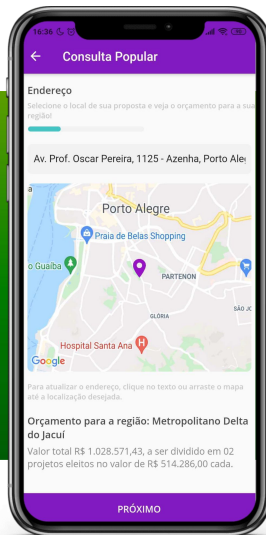 16:36
Consulta Popular
Endereço
Selecione o local de sua proposta e veja o orçamento para a sua
região!
Av. Prof. Oscar Pereira, 1125 - Azenha, Porto Aleg
a
Porto Alegre
Praia de Belas Shopping
o Guaíba
PARTENON
GLÓRIA
SÃO JO
Hospital Santa Ana
Google
Para atualizar o endereço, clique no texto ou arraste o mapa
até a localização desejada.
Orçamento para a região: Metropolitano Delta
do Jacuí
Valor total R$ 1.028.571,43, a ser dividido em 02
projetos eleitos no valor de R$ 514.286,00 cada.
PRÓXIMO